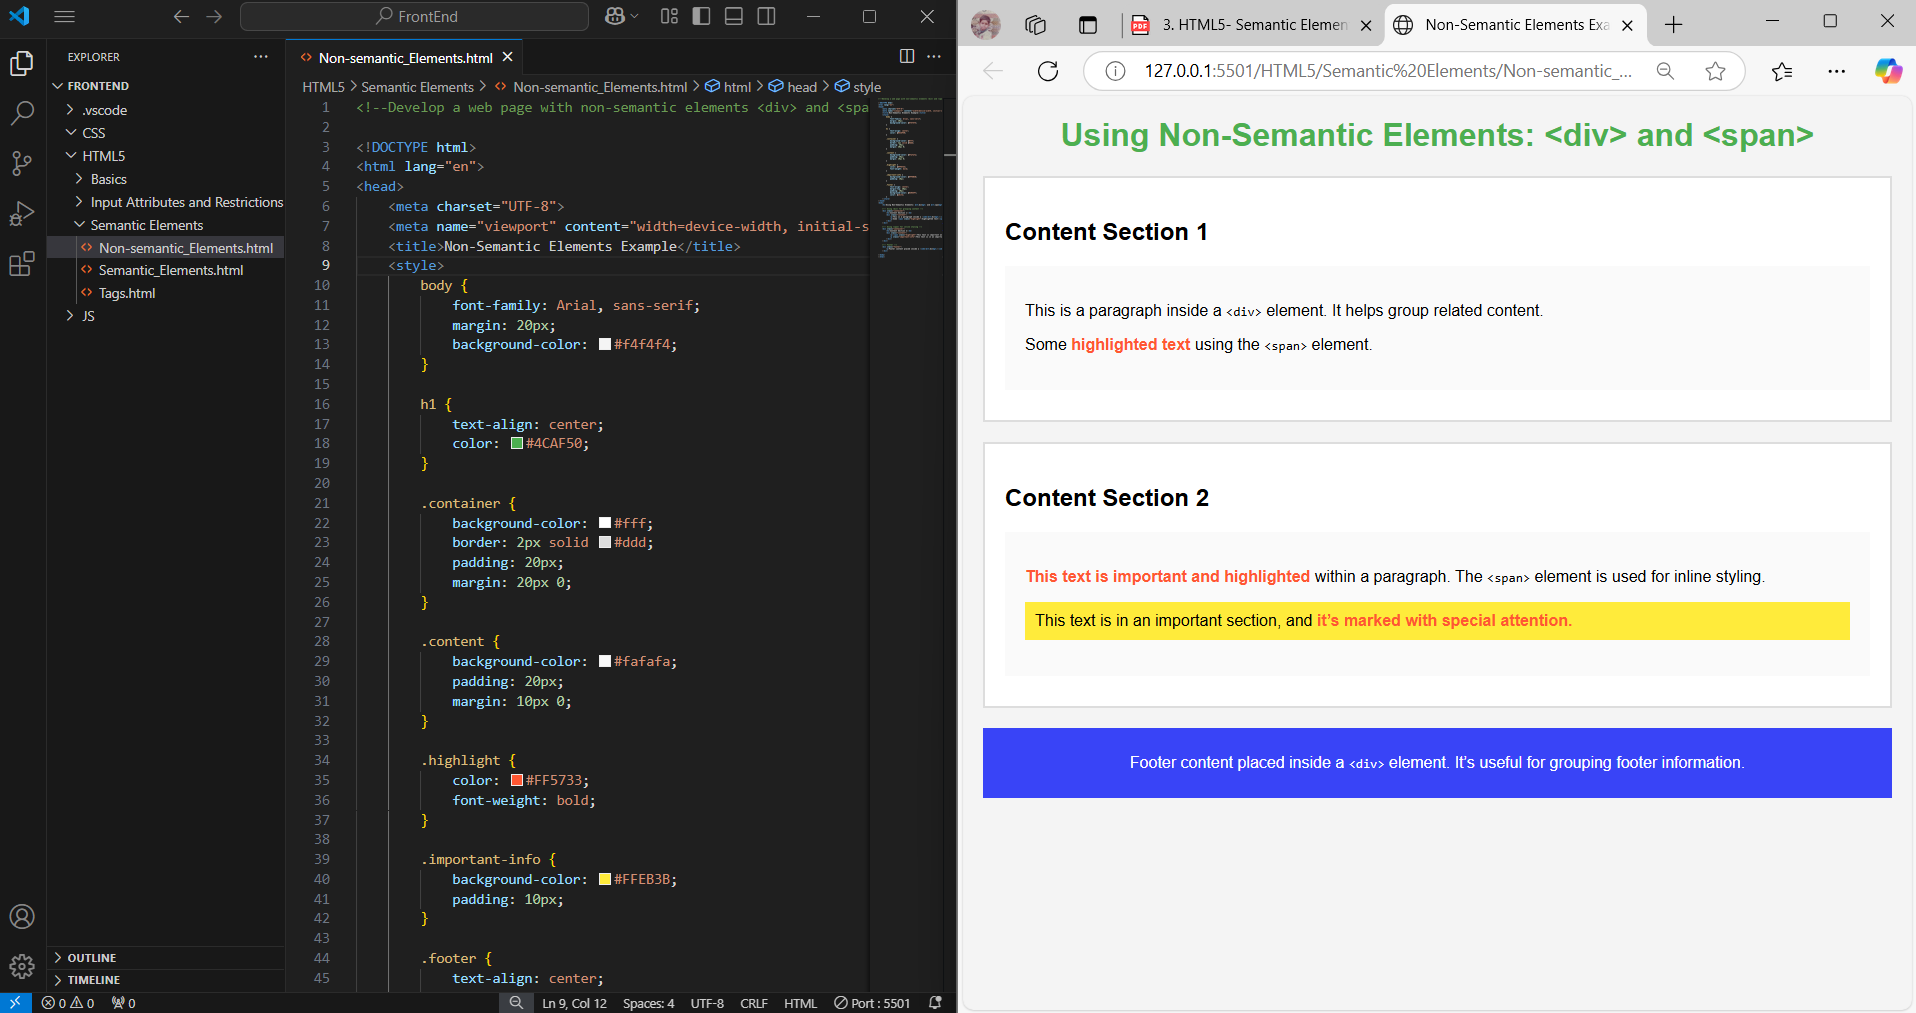 FrontEnd
EXPLORER
FRONTEND
.vscode
CSS
HTML5
Basics
Input Attributes and Restrictions
Semantic Elements
Non-semantic_Elements.html
Semantic_Elements.html
Tags.html
JS
OUTLINE
TIMELINE
Non-semantic_Elements.html
HTML5 > Semantic Elements > Non-semantic_Elements.html > html > head > style
1 <!--Develop a web page with non-semantic elements <div> and <spa
2
3 <!DOCTYPE html>
4 <html lang="en">
5 <head>
6 <meta charset="UTF-8">
7 <meta name="viewport" content="width=device-width, initial-s
8 <title>Non-Semantic Elements Example</title>
9 <style>
10 body {
11 font-family: Arial, sans-serif;
12 margin: 20px;
13 background-color: #f4f4f4;
14 }
15
16 h1 {
17 text-align: center;
18 color: #4CAF50;
19 }
20
21 .container {
22 background-color: #fff;
23 border: 2px solid #ddd;
24 padding: 20px;
25 margin: 20px 0;
26 }
27
28 .content {
29 background-color: #fafafa;
30 padding: 20px;
31 margin: 10px 0;
32 }
33
34 .highlight {
35 color: #FF5733;
36 font-weight: bold;
37 }
38
39 .important-info {
40 background-color: #FFEB3B;
41 padding: 10px;
42 }
43
44 .footer {
45 text-align: center;
0 0 0 Ln 9, Col 12 Spaces: 4 UTF-8 CRLF HTML Port : 5501
PDF 3. HTML5- Semantic Elemen
Non-Semantic Elements Exa
127.0.0.1:5501/HTML5/Semantic%20Elements/Non-semantic_...
Using Non-Semantic Elements: <div> and <span>
Content Section 1
This is a paragraph inside a <div> element. It helps group related content.
Some highlighted text using the <span> element.
Content Section 2
This text is important and highlighted within a paragraph. The <span> element is used for inline styling.
This text is in an important section, and it’s marked with special attention.
Footer content placed inside a <div> element. It’s useful for grouping footer information.